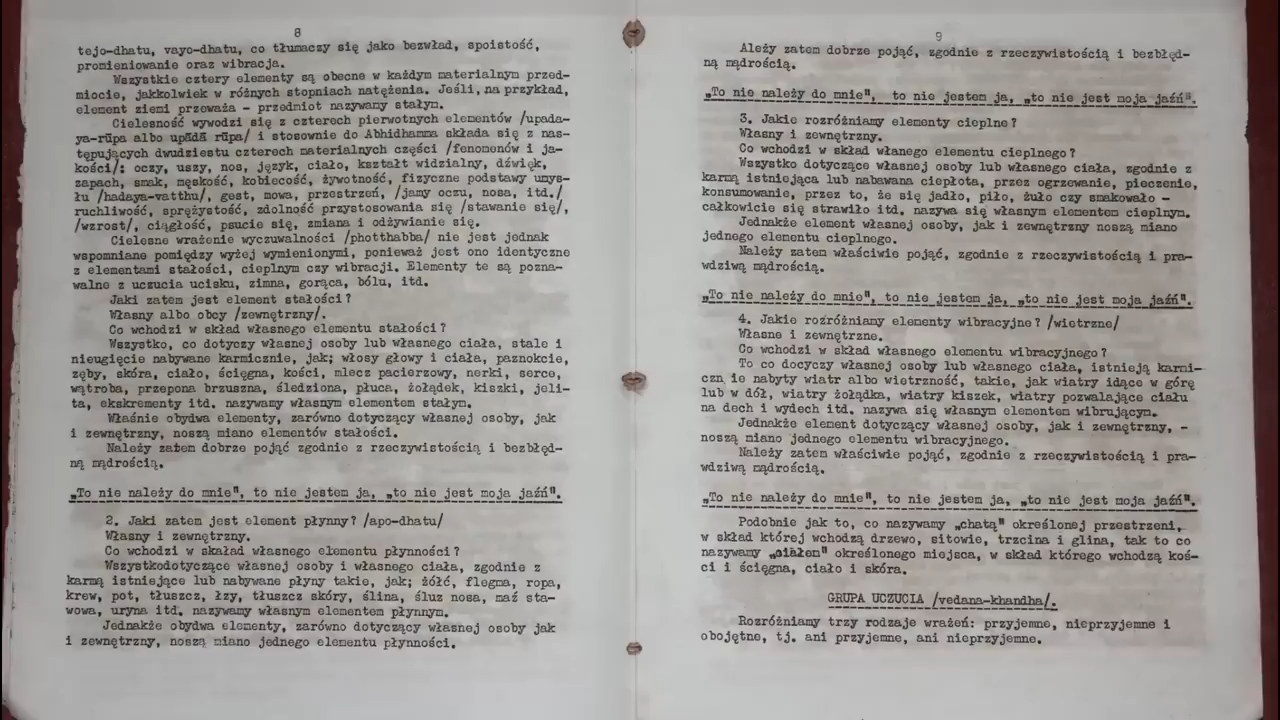 8
tejo-dhatu, vayo-dhatu, co tłumaczy się jako bezwład, spoistość,
promieniowanie oraz wibracja.
Wszystkie cztery elementy są obecne w każdym materialnym przed-
miocie, jakkolwiek w różnych stopniach natężenia. Jeśli, na przykład,
element ziemi przeważa - przedmiot nazywamy stałym.
Cielesność wywodzi się z czterech pierwotnych elementów /upada-
ya-rūpa albo upādā rūpa/ i stosownie do Abhidhamma składa się z nas-
tępujących dwudziestu czterech materialnych części /fenomenów i ja-
kości/: oczy, uszy, nos, język, ciało, kształt widzialny, dźwięk,
zapach, smak, męskość, kobiecość, żywotność, fizyczne podstawy umys-
łu /hadaya-vatthu/, gest, mowa, przestrzeń, /jamy oczu, nosa, itd./
ruchliwość, sprężystość, zdolność przystosowania się /stawanie się/,
/wzrost/, ciągłość, psucie się, zmiana i odżywianie się.
Cielesne wrażenie wyczuwalności /photthabba/ nie jest jednak
wspomniane pomiędzy wyżej wymienionymi, ponieważ jest ono identyczne
z elementami stałości, cieplnym czy wibracji. Elementy te są pozna-
walne z uczucia ucisku, zimna, gorąca, bólu, itd.
Jaki zatem jest element stałości?
Własny albo obcy /zewnętrzny/.
Co wchodzi w skład własnego elementu stałości?
Wszystko, co dotyczy własnej osoby lub własnego ciała, stale i
nieugięcie nabywane karmicznie, jak; włosy głowy i ciała, paznokcie,
zęby, skóra, ciało, ścięgna, kości, mlecz pacierzowy, nerki, serce,
wątroba, przepona brzuszna, śledziona, płuca, żołądek, kiszki, jeli-
ta, ekskrementy itd. nazywamy własnym elementem stałym.
Właśnie obydwa elementy, zarówno dotyczący własnej osoby, jak
i zewnętrzny, noszą miano elementów stałości.
Należy zatem dobrze pojąć zgodnie z rzeczywistością i bezbłęd-
ną mądrością.
„To nie należy do mnie", to nie jestem ja, „to nie jest moja jaźń".
2. Jaki zatem jest element płynny? /apo-dhatu/
Własny i zewnętrzny.
Co wchodzi w skaład własnego elementu płynności?
Wszystkodotyczące własnej osoby i własnego ciała, zgodnie z
karmą istniejące lub nabywane płyny takie, jak; żółć, flegma, ropa,
krew, pot, tłuszcz, łzy, tłuszcz skóry, ślina, śluz nosa, maź sta-
wowa, uryna itd. nazywamy własnym elementem płynnym.
Jednakże obydwa elementy, zarówno dotyczący własnej osoby jak
i zewnętrzny, noszą miano jednego elementu płynności.
9
Ależy zatem dobrze pojąć, zgodnie z rzeczywistością i bezbłęd-
ną mądrością.
„To nie należy do mnie", to nie jestem ja, „to nie jest moja jaźń".
3. Jakie rozróżniamy elementy cieplne?
Własny i zewnętrzny.
Co wchodzi w skład włanego elementu cieplnego?
Wszystko dotyczące własnej osoby lub własnego ciała, zgodnie z
karmą istniejąca lub nabawana ciepłota, przez ogrzewanie, pieczenie,
konsumowanie, przez to, że się jadło, piło, żuło czy smakowało -
całkowicie się strawiło itd. nazywa się własnym elementem cieplnym.
Jednakże element własnej osoby, jak i zewnętrzny noszą miano
jednego elementu cieplnego.
Należy zatem właściwie pojąć, zgodnie z rzeczywistością i pra-
wdziwą mądrością.
„To nie należy do mnie", to nie jestem ja, „to nie jest moja jaźń".
4. Jakie rozróżniamy elementy wibracyjne? /wietrzne/
Własne i zewnętrzne.
Co wchodzi w skład własnego elementu wibracyjnego?
To co docyczy własnej osoby lub własnego ciała, istnieją karmi-
czn ie nabyty wiatr albo wietrzność, takie, jak wiatry idące w górę
lub w dół, wiatry żołądka, wiatry kiszek, wiatry pozwalające ciału
na dech i wydech itd. nazywa się własnym elementem wibrującym.
Jednakże element dotyczący własnej osoby, jak i zewnętrzny, -
noszą miano jednego elementu wibracyjnego.
Należy zatem właściwie pojąć, zgodnie z rzeczywistością i pra-
wdziwą mądrością.
„To nie należy do mnie", to nie jestem ja, „to nie jest moja jaźń".
Podobnie jak to, co nazywamy „chatą" określonej przestrzeni,
w skład której wchodzą drzewo, sitowie, trzcina i glina, tak to co
nazywamy „ciałem" określonego miejsca, w skład którego wchodzą koś-
ci i ścięgna, ciało i skóra.
GRUPA UCZUCIA /vedana-khandha/.
Rozróżniamy trzy rodzaje wrażeń: przyjemne, nieprzyjemne i
obojętne, tj. ani przyjemne, ani nieprzyjemne.